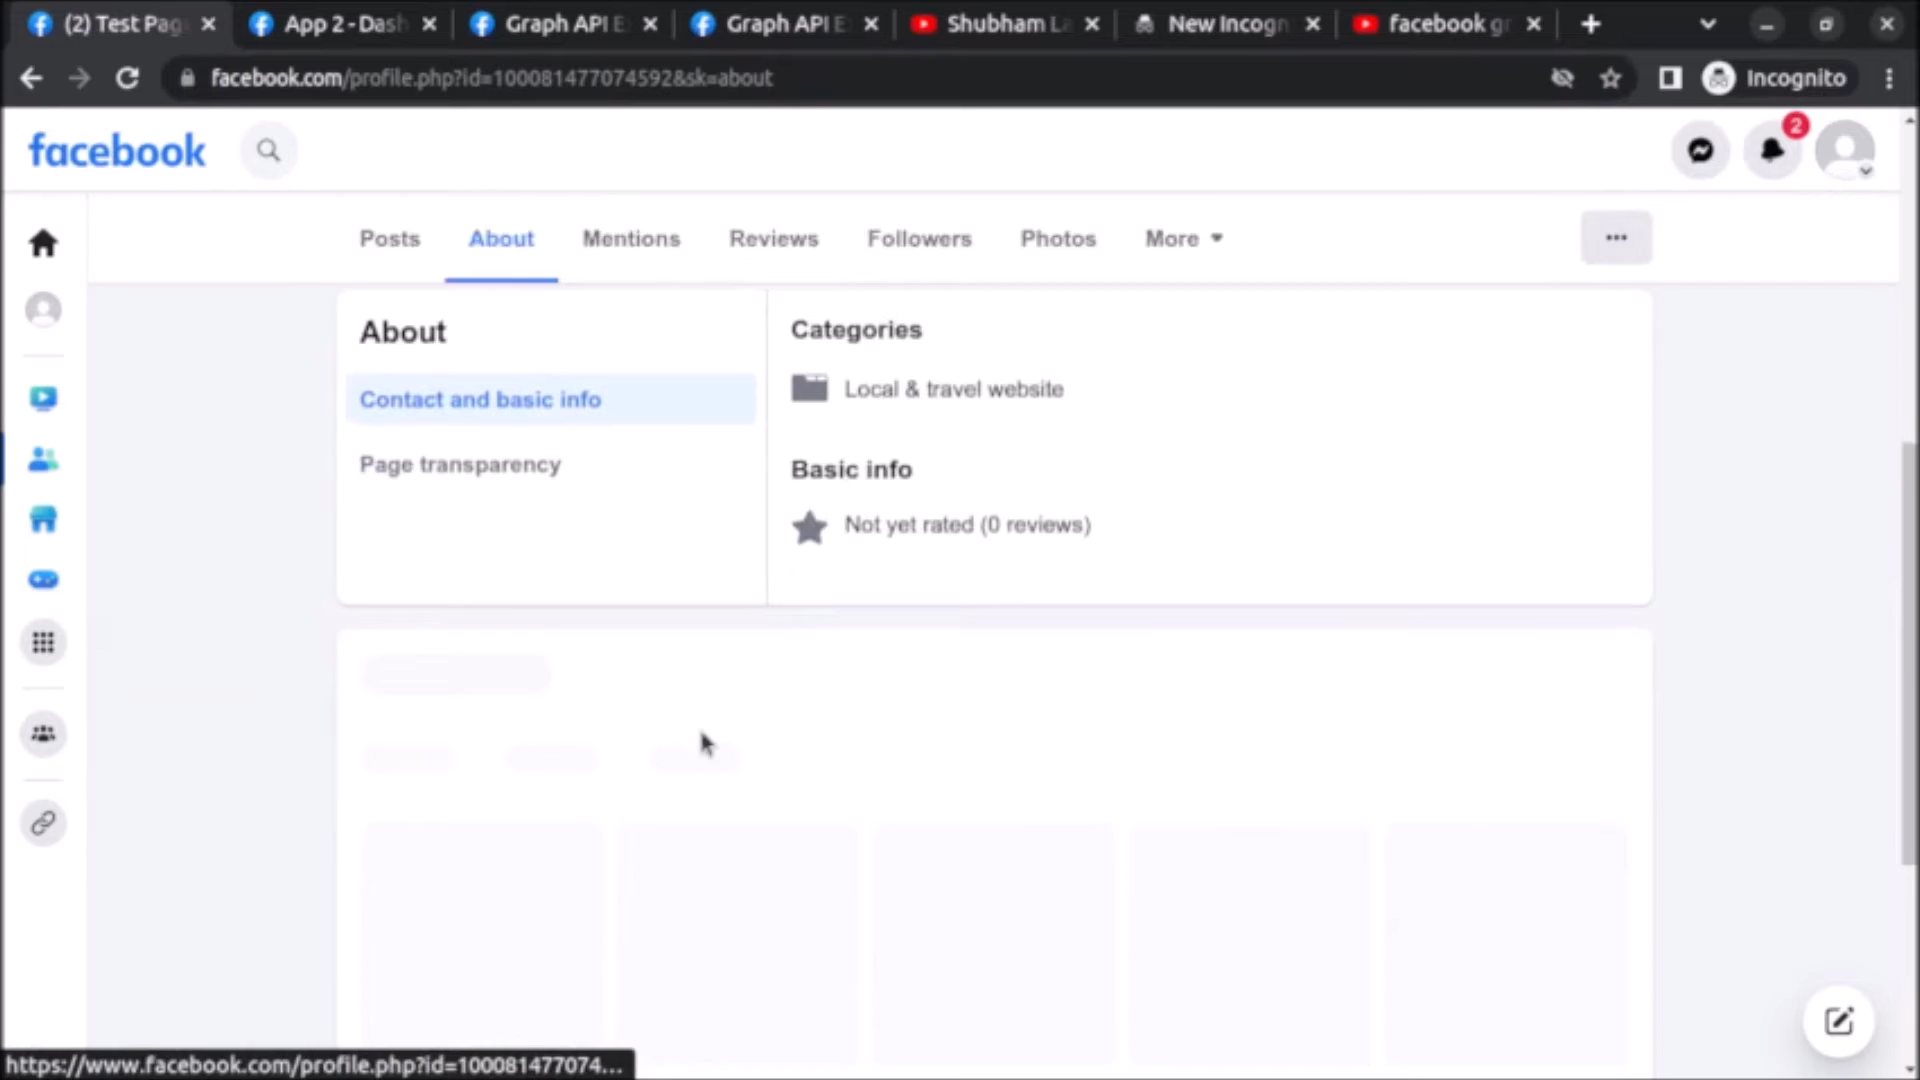 (2) Test Pag
App 2 - Dash
Graph API E
Graph API E
Shubham La
New Incogn
facebook gr
facebook.com/profile.php?id=100081477074592&sk=about
Incognito
facebook
2
Posts
About
Mentions
Reviews
Followers
Photos
More
About
Contact and basic info
Page transparency
Categories
Local & travel website
Basic info
Not yet rated (0 reviews)
https://www.facebook.com/profile.php?id=100081477074...